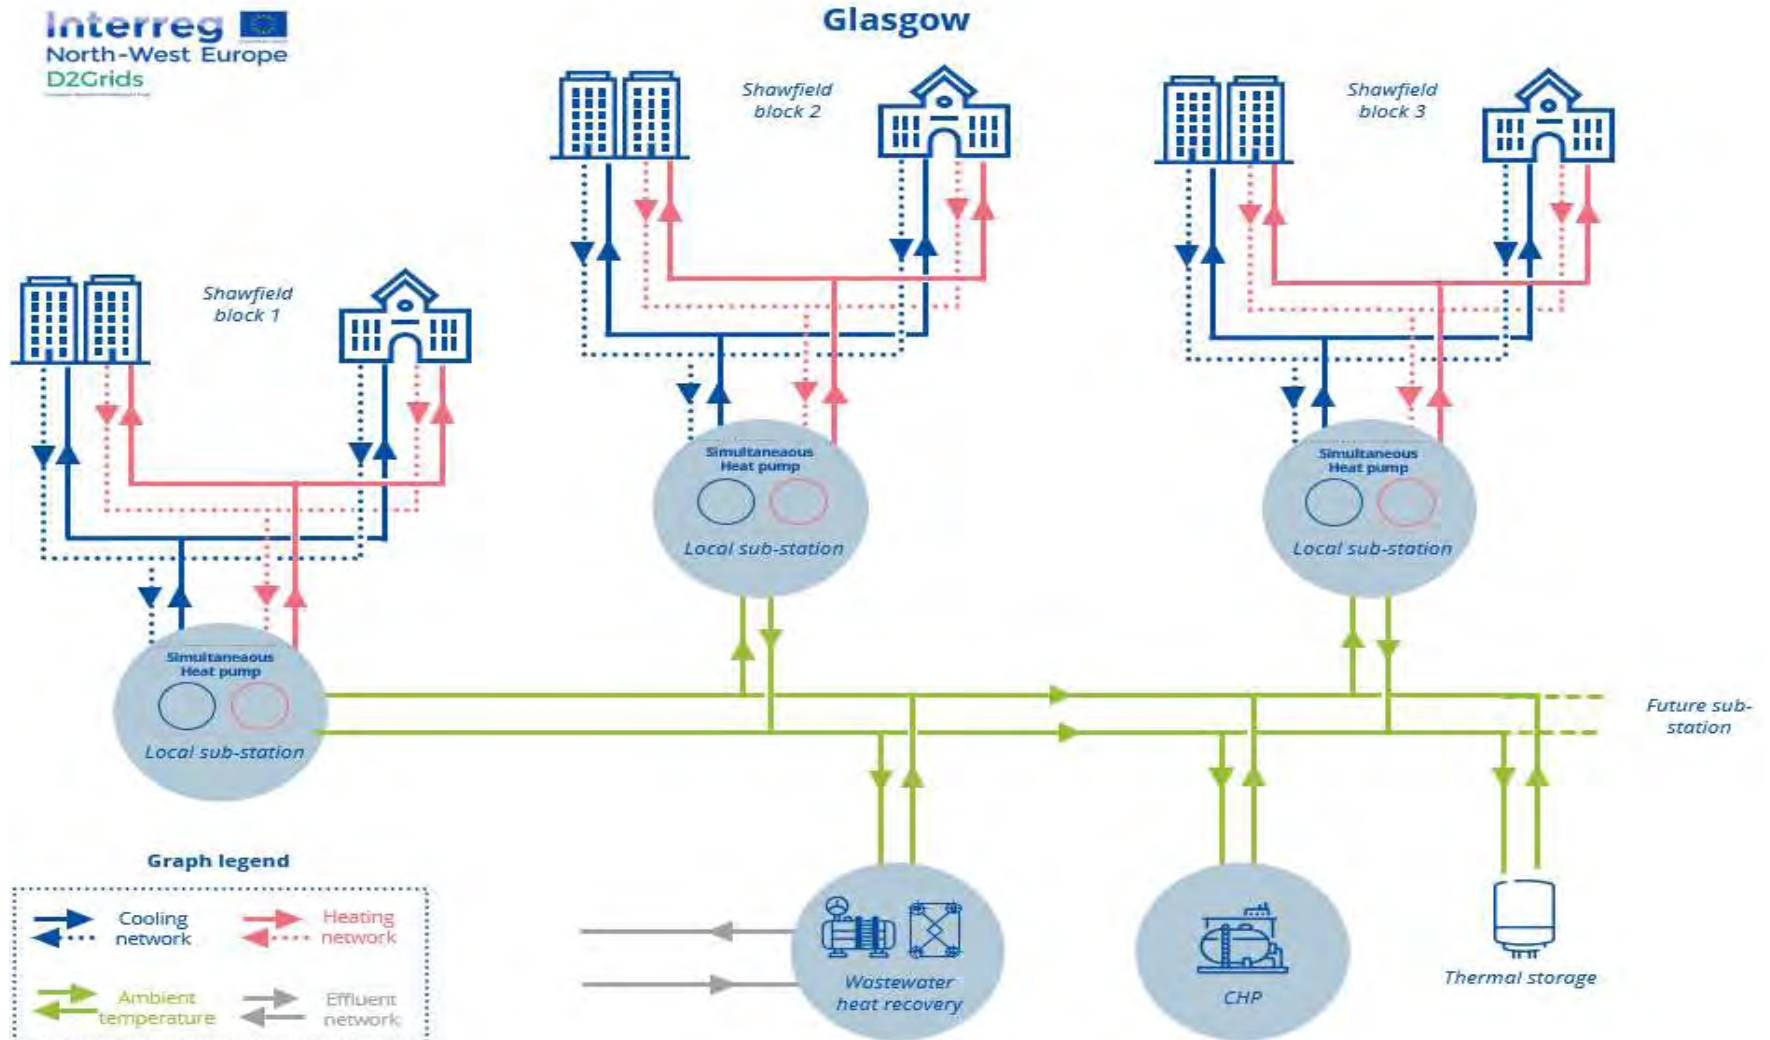 Interreg
North-West Europe
D2Grids
Glasgow
Shawfield
block 2
Shawfield
block 3
Shawfield
block 1
Simultaneaous
Heat pump
Local sub-station
Simultaneous
Heat pump
Local sub-station
Simultaneaous
Heat pump
Local sub-station
Future sub-
station
Graph legend
Cooling
network
Heating
network
Ambient
temperature
Effluent
network
Wastewater
heat recovery
CHP
Thermal storage